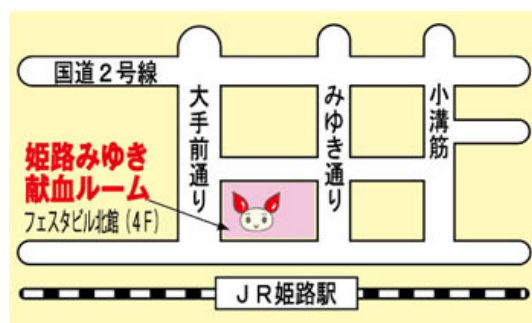 国道2号線
大手前通り
みゆき通り
小溝筋
姫路みゆき
献血ルーム
フェスタビル北館（4F）
JR姫路駅